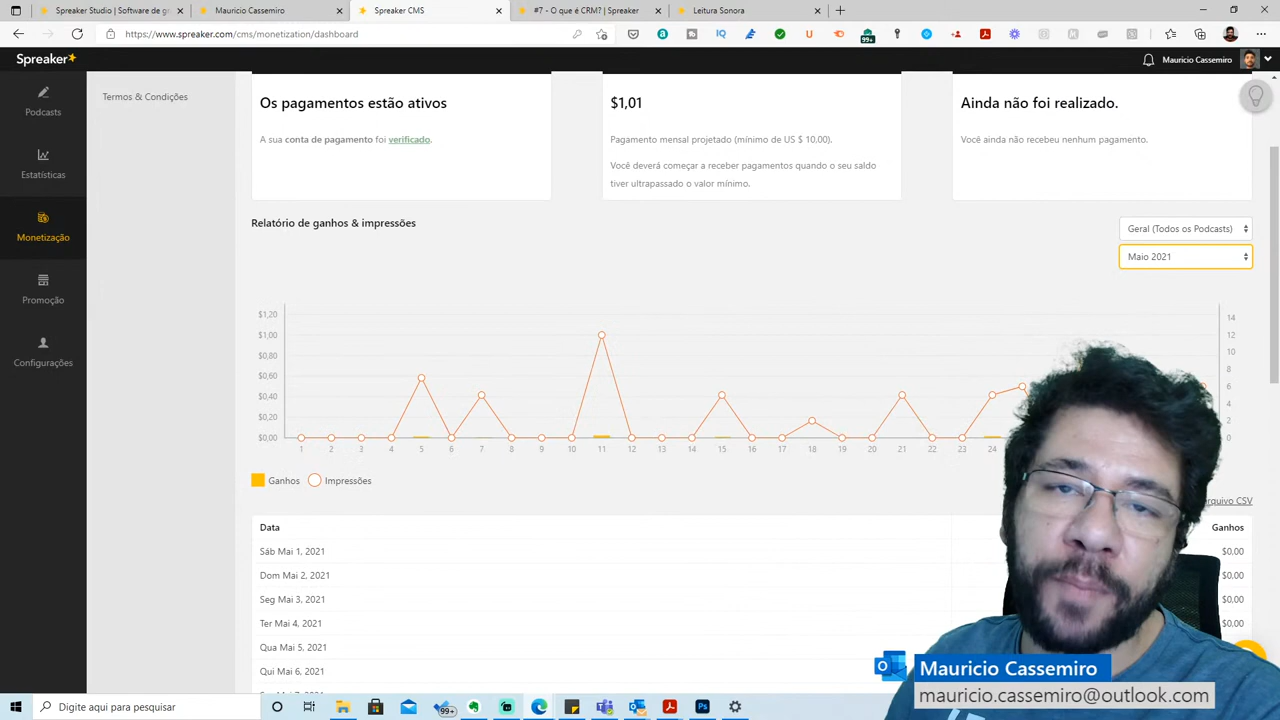 Spreaker Studio | Software de gr
Mauricio Cassemiro
Spreaker CMS
#7 - O que é CRM? | Spreaker
Leitura Sonora
https://www.spreaker.com/cms/monetization/dashboard
Spreaker
Mauricio Cassemiro
Podcasts
Estatísticas
Monetização
Promoção
Configurações
Termos & Condições
Os pagamentos estão ativos
A sua conta de pagamento foi verificado.
$1,01
Pagamento mensal projetado (mínimo de US $ 10,00).
Você deverá começar a receber pagamentos quando o seu saldo
tiver ultrapassado o valor mínimo.
Ainda não foi realizado.
Você ainda não recebeu nenhum pagamento.
Relatório de ganhos & impressões
Geral (Todos os Podcasts)
Maio 2021
$1,20
$1,00
$0,80
$0,60
$0,40
$0,20
$0,00
14
12
10
8
6
4
2
0
1 2 3 4 5 6 7 8 9 10 11 12 13 14 15 16 17 18 19 20 21 22 23 24
Ganhos
Impressões
rquivo CSV
Data
Ganhos
Sáb Mai 1, 2021
$0,00
Dom Mai 2, 2021
$0,00
Seg Mai 3, 2021
$0,00
Ter Mai 4, 2021
$0,00
Qua Mai 5, 2021
Qui Mai 6, 2021
Mauricio Cassemiro
mauricio.cassemiro@outlook.com
Digite aqui para pesquisar
99+
99+